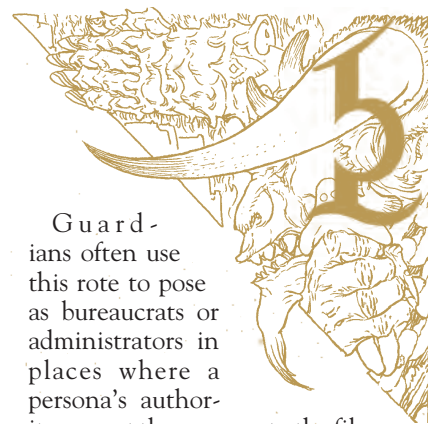 Guard-
ians often use
this rote to pose
as bureaucrats or
administrators in
places where a
persona's author-